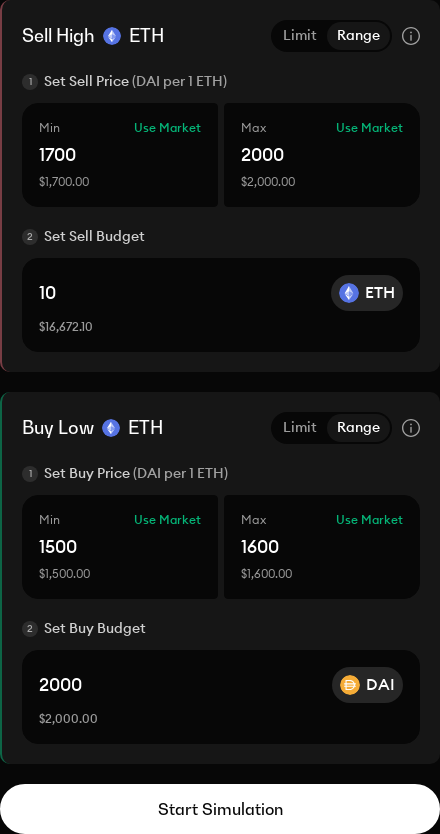 Sell High ETH Limit Range
1 Set Sell Price (DAI per 1 ETH)
Min Use Market Max Use Market
1700 2000
$1,700.00 $2,000.00
2 Set Sell Budget
10 ETH
$16,672.10
Buy Low ETH Limit Range
1 Set Buy Price (DAI per 1 ETH)
Min Use Market Max Use Market
1500 1600
$1,500.00 $1,600.00
2 Set Buy Budget
2000 DAI
$2,000.00
Start Simulation